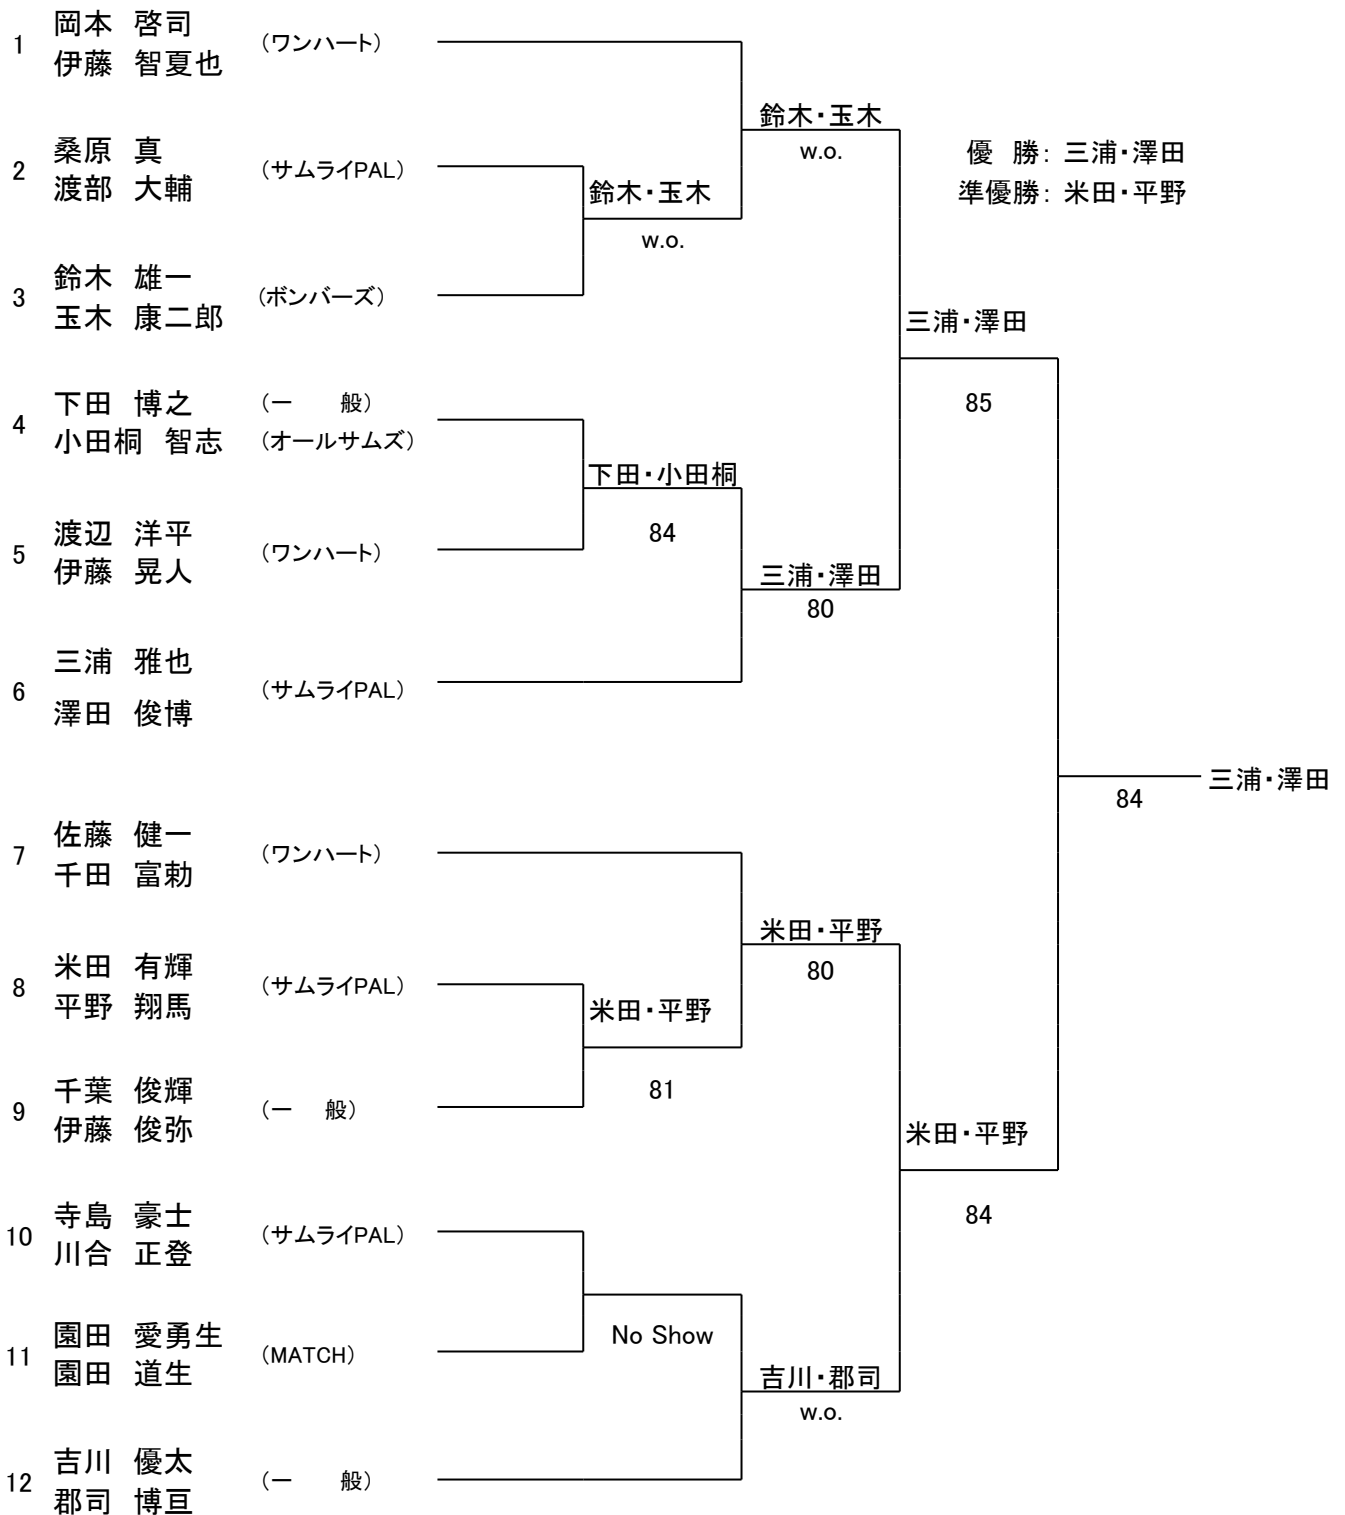 1
岡本　啓司
伊藤　智夏也
（ワンハート）
2
桑原　真
渡部　大輔
（サムライPAL）
3
鈴木　雄一
玉木　康二郎
（ボンバーズ）
4
下田　博之
小田桐　智志
（一　　般）
（オールサムズ）
5
渡辺　洋平
伊藤　晃人
（ワンハート）
6
三浦　雅也
澤田　俊博
（サムライPAL）
7
佐藤　健一
千田　富勅
（ワンハート）
8
米田　有輝
平野　翔馬
（サムライPAL）
9
千葉　俊輝
伊藤　俊弥
（一　般）
10
寺島　豪士
川合　正登
（サムライPAL）
11
園田　愛勇生
園田　道生
（MATCH）
12
吉川　優太
郡司　博亘
（一　　般）
鈴木・玉木
w.o.
下田・小田桐
84
米田・平野
81
No Show
鈴木・玉木
w.o.
三浦・澤田
80
米田・平野
80
吉川・郡司
w.o.
三浦・澤田
85
米田・平野
84
三浦・澤田
84
優　勝： 三浦・澤田
準優勝： 米田・平野